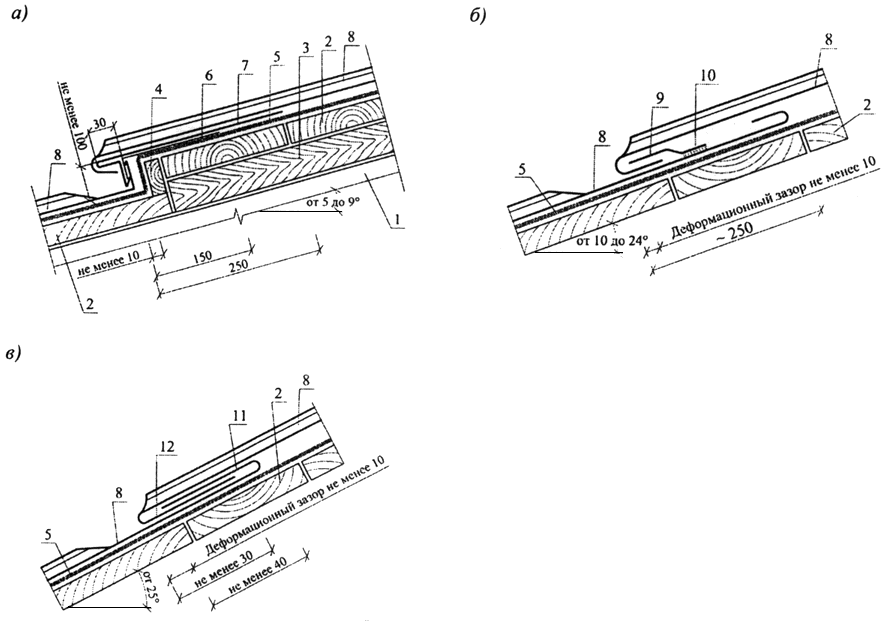 а)
8
2
3
5
7
6
4
не менее 100
30
8
от 5 до 9°
1
не менее 10
150
250
2
б)
8
10
9
8
2
5
от 10 до 24°
Деформационный зазор не менее 10
~ 250
в)
8
2
11
12
8
5
от 25°
Деформационный зазор не менее 10
не менее 30
не менее 40